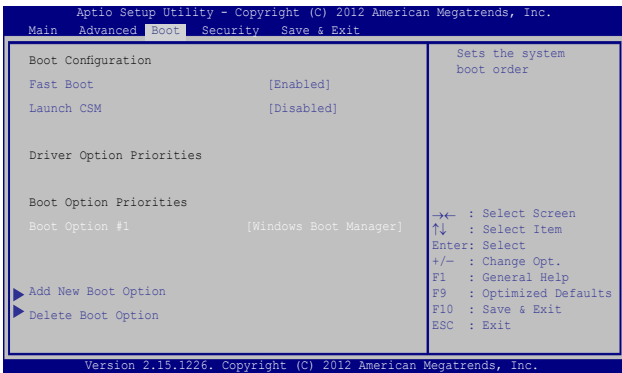 Aptio Setup Utility - Copyright (C) 2012 American Megatrends, Inc.
Main Advanced Boot Security Save & Exit
Boot Configuration
Fast Boot [Enabled]
Launch CSM [Disabled]
Driver Option Priorities
Boot Option Priorities
Boot Option #1 [Windows Boot Manager]
Add New Boot Option
Delete Boot Option
Sets the system
boot order
→← : Select Screen
↑↓ : Select Item
Enter: Select
+/— : Change Opt.
F1 : General Help
F9 : Optimized Defaults
F10 : Save & Exit
ESC : Exit
Version 2.15.1226. Copyright (C) 2012 American Megatrends, Inc.